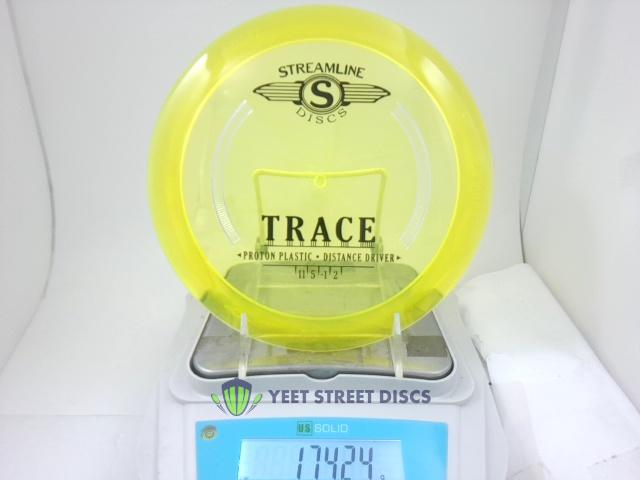 STREAMLINE
S
DISCS
TRACE
◂PROTON PLASTIC • DISTANCE DRIVER▸
11 5 -1 2
YEET STREET DISCS
US SOLID
174.24 g